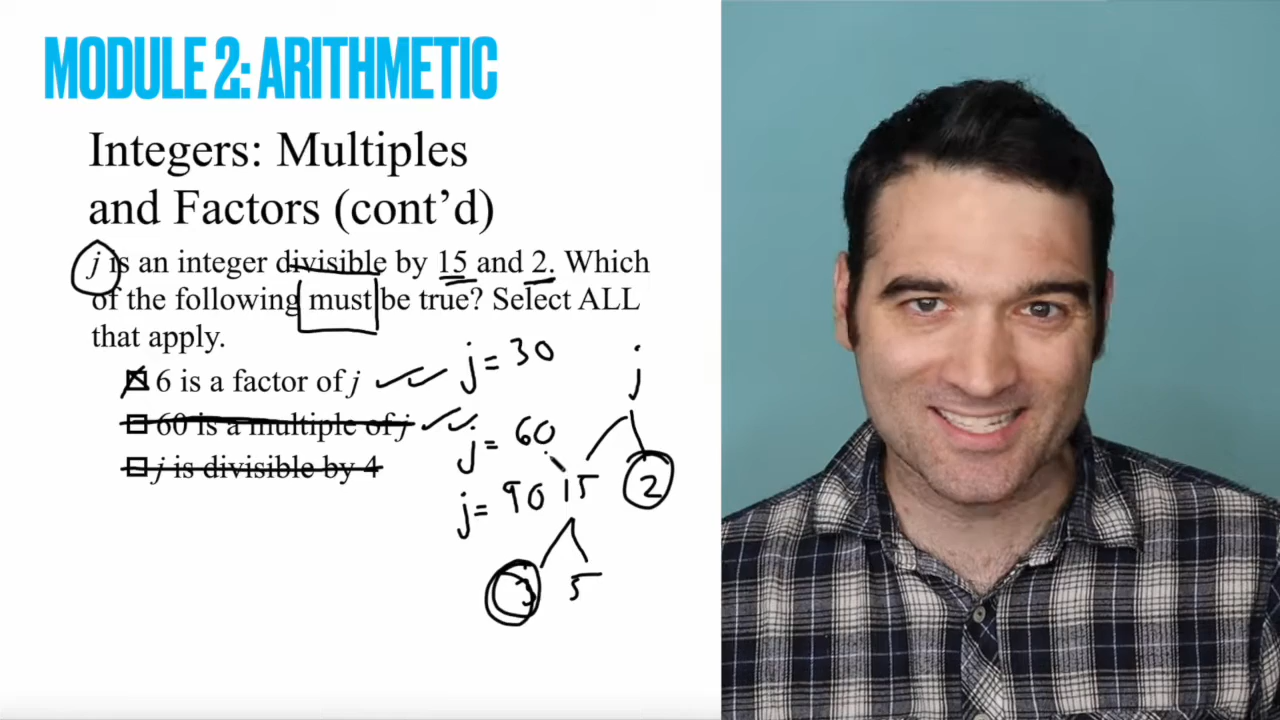 MODULE 2: ARITHMETIC
Integers: Multiples
and Factors (cont'd)
j is an integer divisible by 15 and 2. Which
of the following must be true? Select ALL
that apply.
6 is a factor of j
60 is a multiple of j
j is divisible by 4
j = 30
j = 60
j = 90
j
15 2
3 5